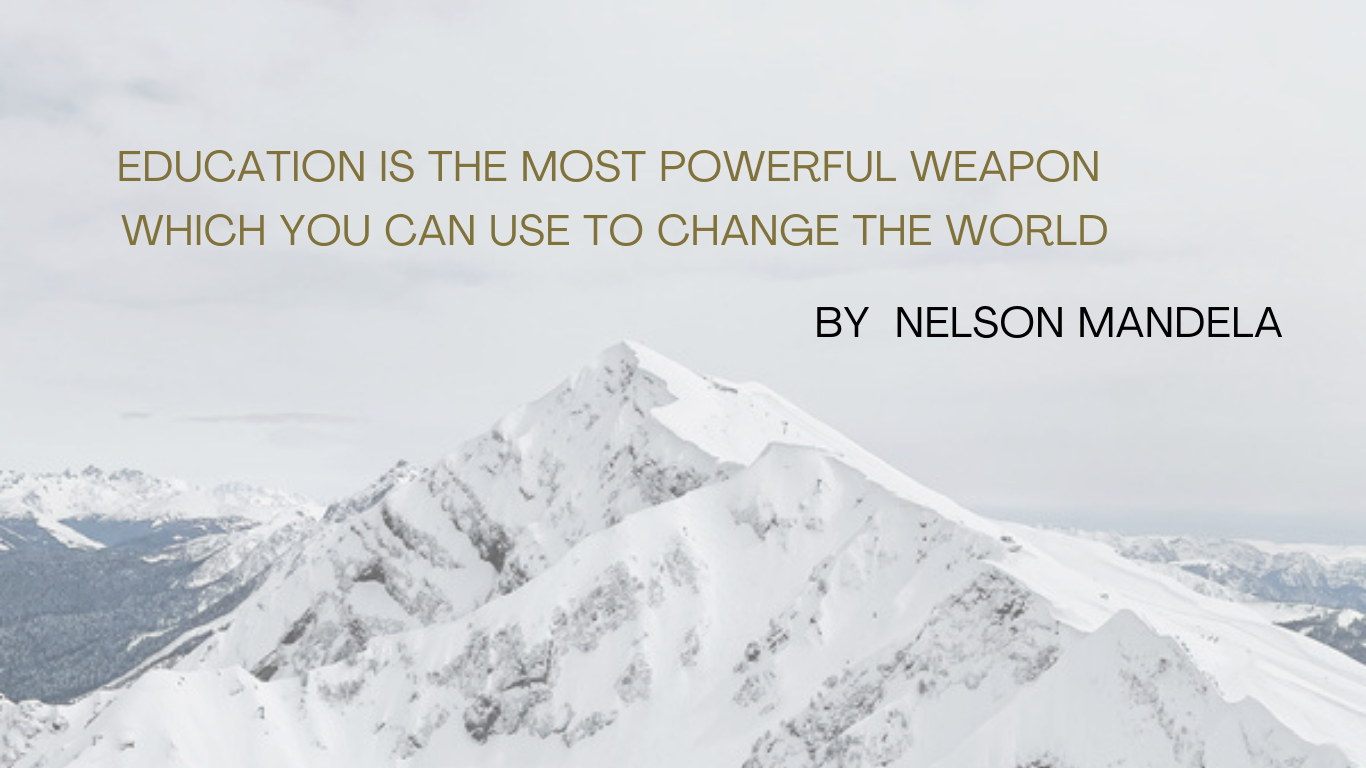 EDUCATION IS THE MOST POWERFUL WEAPON
WHICH YOU CAN USE TO CHANGE THE WORLD
BY  NELSON MANDELA